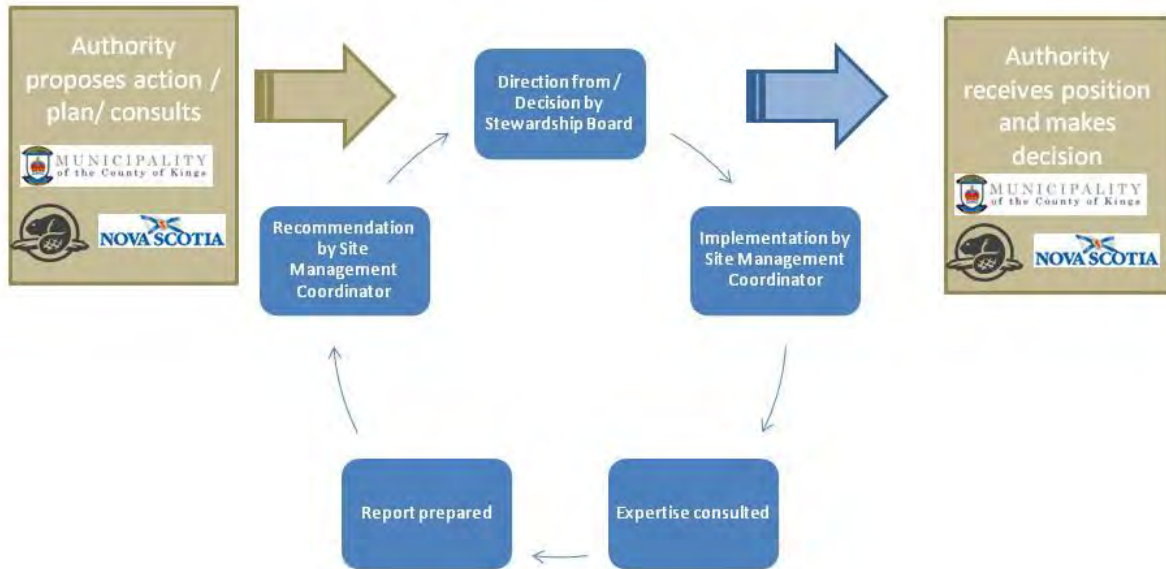 Authority
proposes action /
plan/ consults
MUNICIPALITY
of the County of Kings
NOVA SCOTIA
Direction from /
Decision by
Stewardship Board
Authority
receives position
and makes
decision
MUNICIPALITY
of the County of Kings
NOVA SCOTIA
Recommendation
by Site
Management
Coordinator
Implementation by
Site Management
Coordinator
Report prepared
Expertise consulted